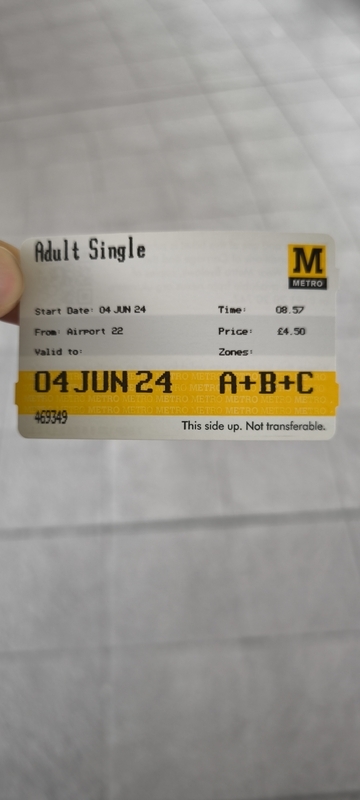 Adult Single
M
METRO
Start Date: 04 JUN 24 Time: 08.57
From: Airport 22 Price: £4.50
Valid to: Zones:
04 JUN 24 A+B+C
469349
This side up. Not transferable.